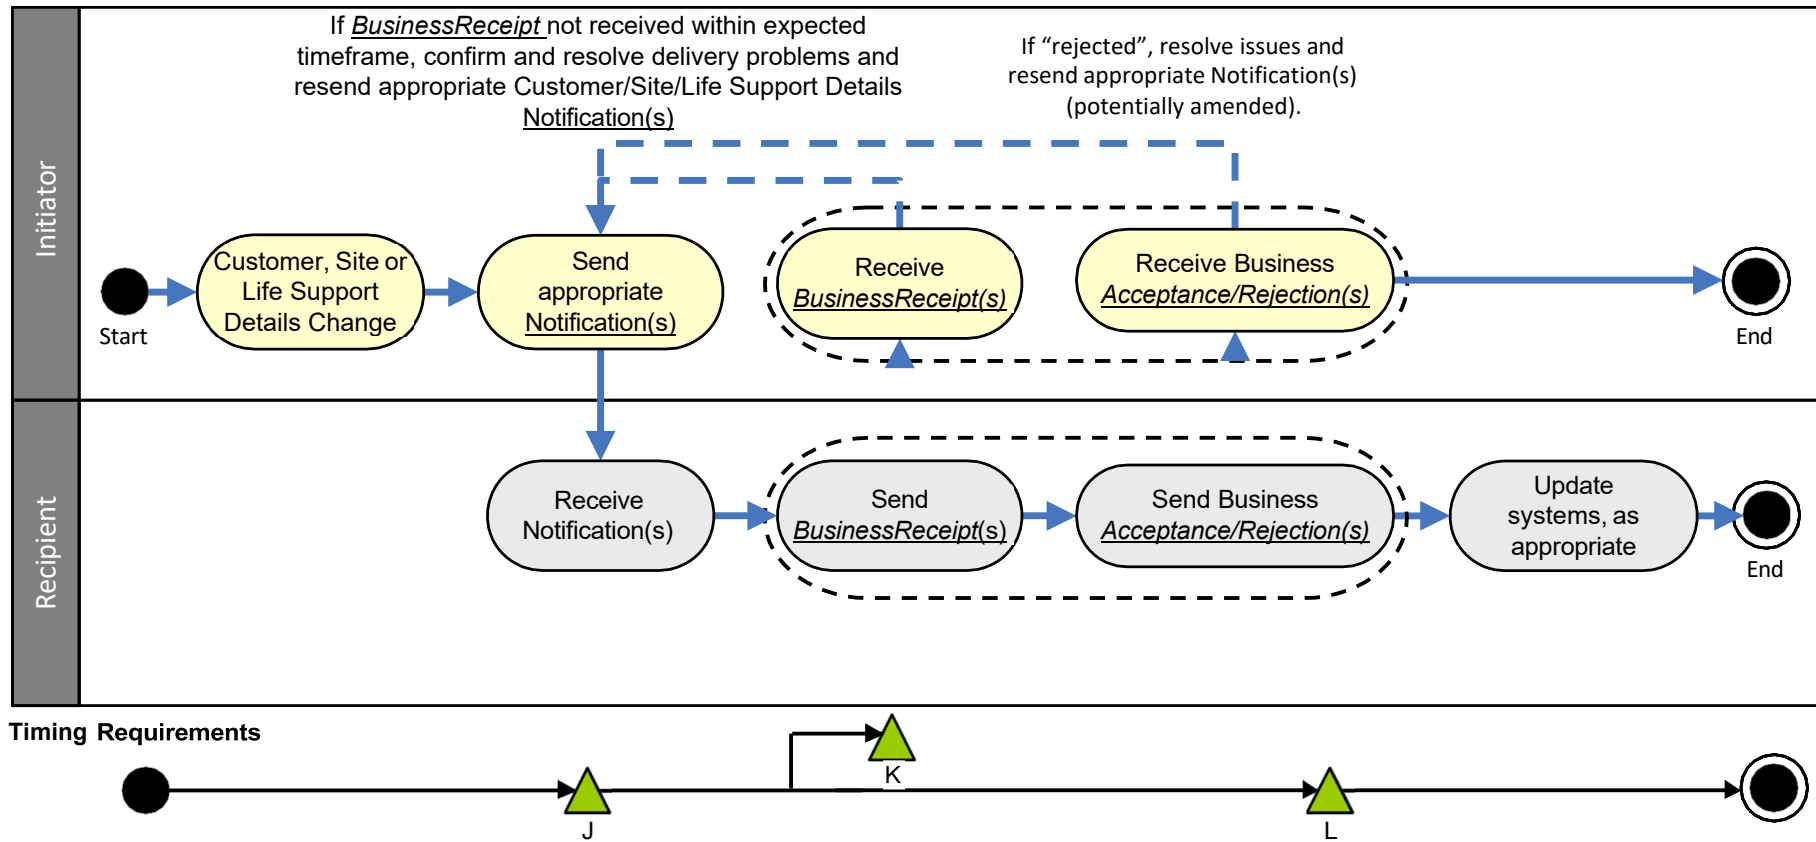 If BusinessReceipt not received within expected
timeframe, confirm and resolve delivery problems and
resend appropriate Customer/Site/Life Support Details
Notification(s)
If “rejected”, resolve issues and
resend appropriate Notification(s)
(potentially amended).
Initiator
Start
Customer, Site or
Life Support
Details Change
Send
appropriate
Notification(s)
Receive
BusinessReceipt(s)
Receive Business
Acceptance/Rejection(s)
End
Recipient
Receive
Notification(s)
Send
BusinessReceipt(s)
Send Business
Acceptance/Rejection(s)
Update
systems, as
appropriate
End
Timing Requirements
J
K
L